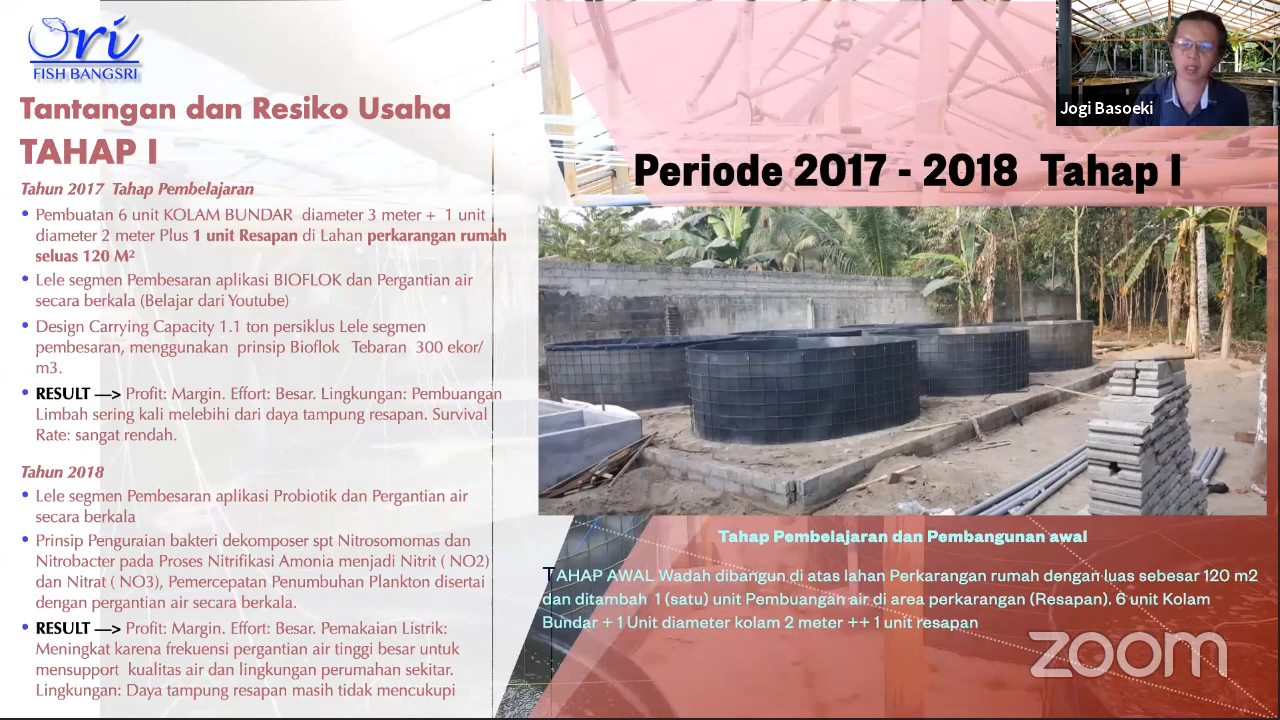 Ori
FISH BANGSRI
Tantangan dan Resiko Usaha
TAHAP I
Tahun 2017 Tahap Pembelajaran
• Pembuatan 6 unit KOLAM BUNDAR diameter 3 meter + 1 unit
diameter 2 meter Plus 1 unit Resapan di Lahan perkarangan rumah
seluas 120 M²
• Lele segmen Pembesaran aplikasi BIOFLOK dan Pergantian air
secara berkala (Belajar dari Youtube)
• Design Carrying Capacity 1.1 ton persiklus Lele segmen
pembesaran, menggunakan prinsip Bioflok Tebaran 300 ekor/
m3.
• RESULT —> Profit: Margin. Effort: Besar. Lingkungan: Pembuangan
Limbah sering kali melebihi dari daya tampung resapan. Survival
Rate: sangat rendah.
Tahun 2018
• Lele segmen Pembesaran aplikasi Probiotik dan Pergantian air
secara berkala
• Prinsip Penguraian bakteri dekomposer spt Nitrosomomas dan
Nitrobacter pada Proses Nitrifikasi Amonia menjadi Nitrit ( NO2)
dan Nitrat ( NO3), Pemercepatan Penumbuhan Plankton disertai
dengan pergantian air secara berkala.
• RESULT —> Profit: Margin. Effort: Besar. Pemakaian Listrik:
Meningkat karena frekuensi pergantian air tinggi besar untuk
mensupport kualitas air dan lingkungan perumahan sekitar.
Lingkungan: Daya tampung resapan masih tidak mencukupi
Jogi Basoeki
Periode 2017 - 2018 Tahap I
Tahap Pembelajaran dan Pembangunan awal
TAHAP AWAL Wadah dibangun di atas lahan Perkarangan rumah dengan luas sebesar 120 m2
dan ditambah 1 (satu) unit Pembuangan air di area perkarangan (Resapan). 6 unit Kolam
Bundar + 1 Unit diameter kolam 2 meter ++ 1 unit resapan
zoom